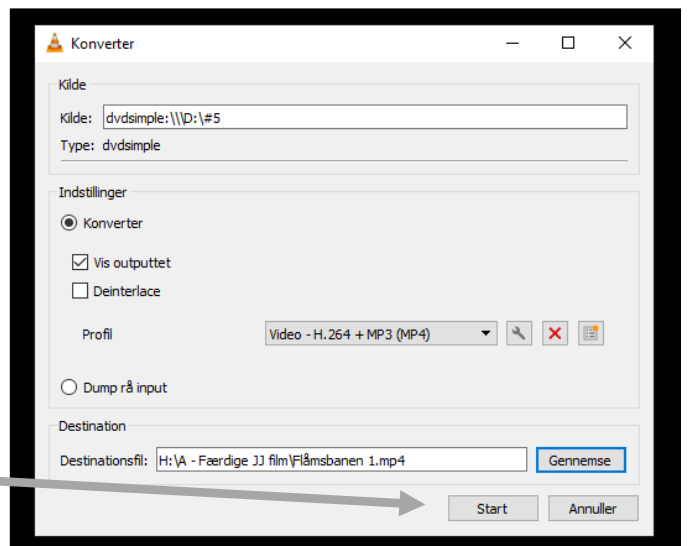 Konverter
Kilde
Kilde: dvdsimple:\\\D:\#5
Type: dvdsimple
Indstillinger
Konverter
Vis outputtet
Deinterlace
Profil Video - H.264 + MP3 (MP4)
Dump rå input
Destination
Destinationsfil: H:\A - Færdige JJ film\Flåmsbanen 1.mp4 Gennemse
Start Annuller